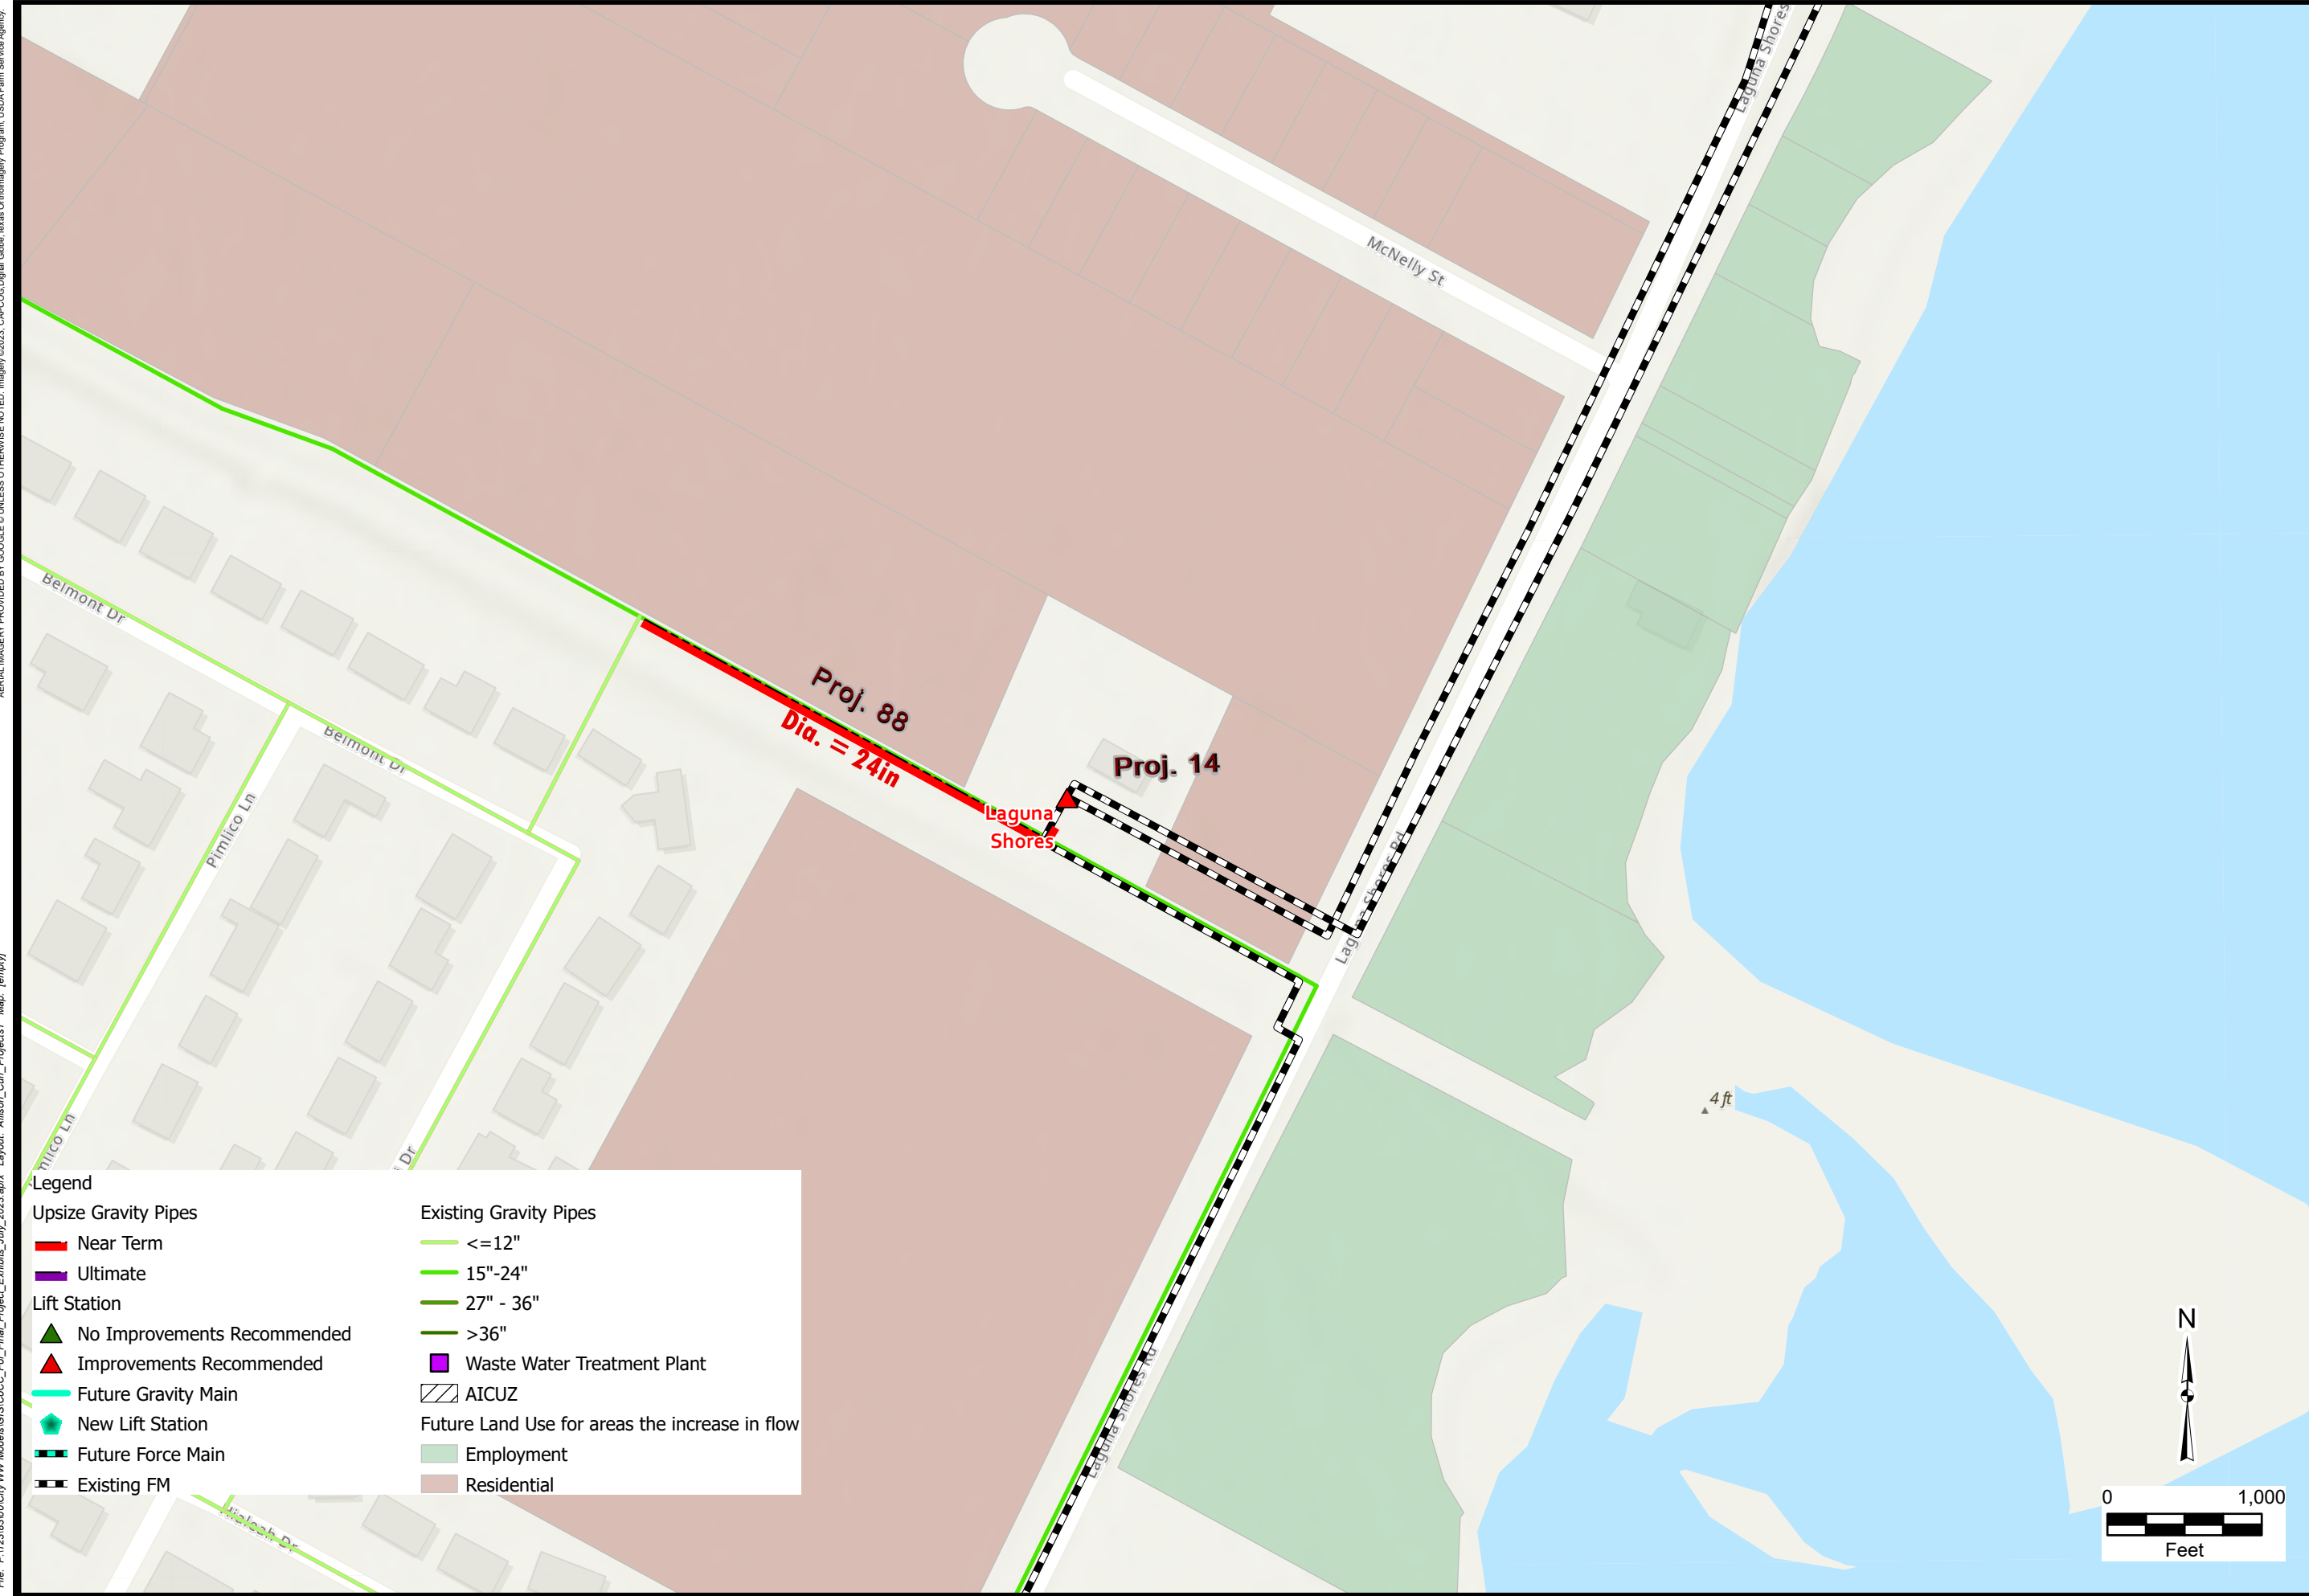 Laguna Shores
McNelly St
Belmont Dr
Belmont Dr
Proj. 88
Dia. = 24in
Proj. 14
Laguna
Shores
Pimlico Ln
Laguna Shores Rd
4 ft
Dr
Laguna Shores Rd
Hialeah Dr
Legend
Upsize Gravity Pipes
Near Term
Ultimate
Lift Station
No Improvements Recommended
Improvements Recommended
Future Gravity Main
New Lift Station
Future Force Main
Existing FM
Existing Gravity Pipes
<=12"
15"-24"
27" - 36"
>36"
Waste Water Treatment Plant
AICUZ
Future Land Use for areas the increase in flow
Employment
Residential
N
0 1,000
Feet